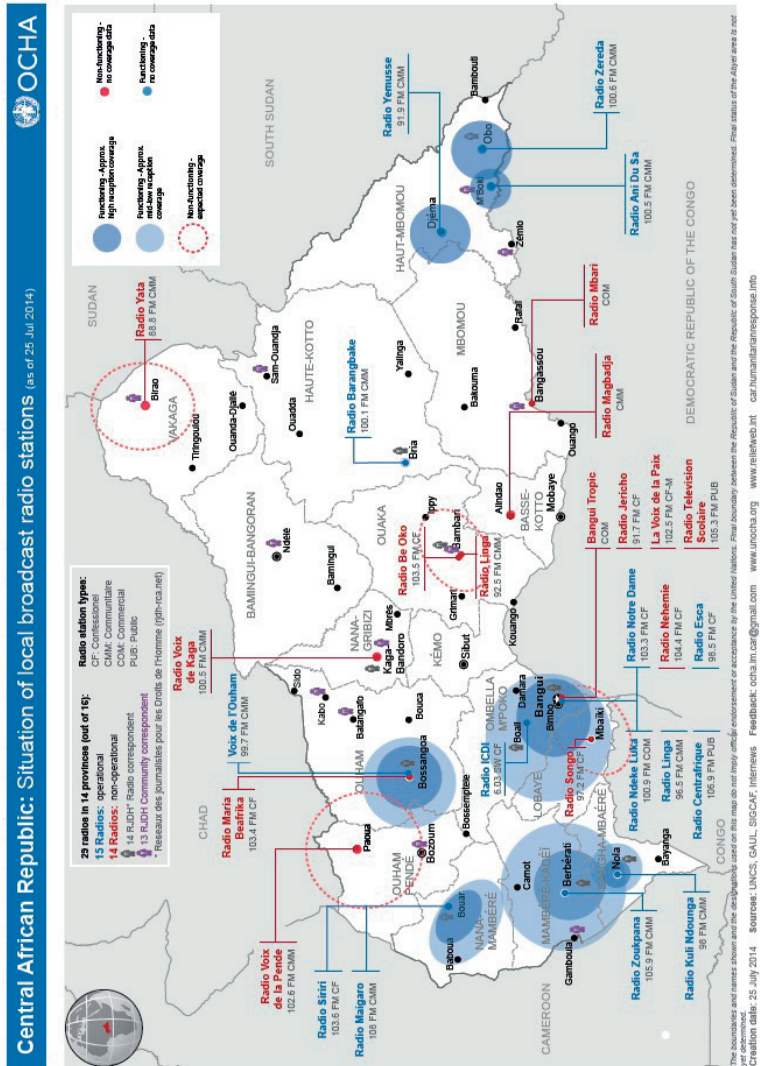 Central African Republic: Situation of local broadcast radio stations (as of 25 Jul 2014)
OCHA
29 radios in 14 provinces (out of 16):
15 Radios: operational
14 Radios: non-operational
14 RJDH* Radio correspondent
13 RJDH Community correspondent
* Reseaux des journalistes pour les Droits de l'Homme (rjdh-rca.net)
Radio station types:
CF: Confessionel
CMM: Communitaire
COM: Commercial
PUB: Public
Functioning - Approx. high reception coverage
Functioning - Approx. mid-low reception coverage
Non-functioning - expected coverage
Non-functioning - no coverage data
Functioning - no coverage data
SUDAN
SOUTH SUDAN
CHAD
CAMEROON
CONGO
DEMOCRATIC REPUBLIC OF THE CONGO
Radio Yata
88.8 FM CMM
Birao
VAKAGA
Tiringoulou
Ouanda-Djallé
Sam-Ouandja
Ouadda
HAUTE-KOTTO
Yalinga
Radio Barangbake
100.1 CMM
Bria
BAMINGUI-BANGORAN
Ndélé
Bamingui
Radio Voix
de Kaga
100.5 FM CMM
NANA-
GRIBIZI
Kaga-
Bandoro
Mbrés
Sido
Kabo
Batangafo
Bouca
Voix de l'Ouham
99.7 FM CMM
Radio Maria
Beafrika
103.4 FM CF
OUHAM
Bossangoa
Radio Voix
de la Pende
102.6 FM CMM
Paoua
OUHAM
PENDÉ
Bozoum
Bossemptele
Radio Siriri
103.6 FM CF
Radio Maigaro
108 FM CMM
Bouar
Baboua
NANA-
MAMBÉRÉ
Carnot
MAMBÉRÉ-KADÉÏ
Berbérati
Gamboula
SANGHA-MBAÉRÉ
Nola
Bayanga
Radio Zoukpana
105.9 FM CMM
Radio Kuli Ndounga
98 FM CMM
OUAKA
Ippy
Radio Be Oko
103.5 FM CF
Bambari
Radio Linga
92.5 FM CMM
Grimari
KÉMO
Sibut
Kouango
OMBELLA
M'POKO
Damara
Bangui
Bimbo
Boali
Radio ICDI
6.03 SW CF
LOBAYE
Mbaiki
Radio Songo
97.2 FM CF
Bangui Tropic
COM
Radio Jericho
91.7 FM CF
La Voix de la Paix
102.5 FM CF-M
Radio Television
Scolaire
105.3 FM PUB
Radio Notre Dame
103.3 FM CF
Radio Nehemie
104.4 FM CF
Radio Esca
98.5 FM CF
Radio Ndeke Luka
100.9 FM COM
Radio Linga
96.5 FM CMM
Radio Centrafrique
106.9 FM PUB
Alindao
BASSE-
KOTTO
Mobaye
Radio Magbadja
CMM
Radio Mbari
COM
Bangassou
Ouango
Bakouma
MBOMOU
Rafaï
Zémio
HAUT-MBOMOU
Djéma
Radio Yemusse
91.9 FM CMM
M'Boki
Obo
Bambouti
Radio Zereda
100.6 FM CMM
Radio Ani Du Sa
100.5 FM CMM
The boundaries and names shown and the designations used on this map do not imply official endorsement or acceptance by the United Nations. Final boundary between the Republic of Sudan and the Republic of South Sudan has not yet been determined. Final status of the Abyei area is not
yet determined.
Creation date: 25 July 2014 Sources: UNCS, GAUL, SIGCAF, Internews Feedback: ocha.im.car@gmail.com www.unocha.org www.reliefweb.int car.humanitarianresponse.info